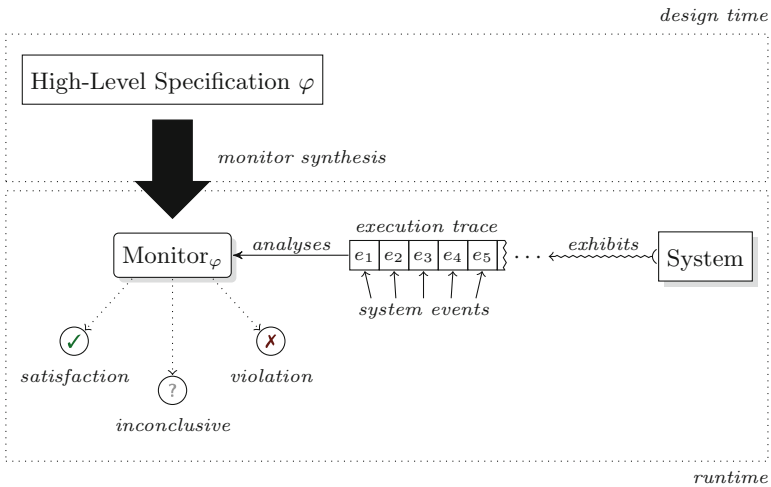 design time
High-Level Specification φ
monitor synthesis
execution trace
Monitorφ
analyses
e1 e2 e3 e4 e5 ...
exhibits
System
system events
✓
✗
satisfaction
violation
?
inconclusive
runtime